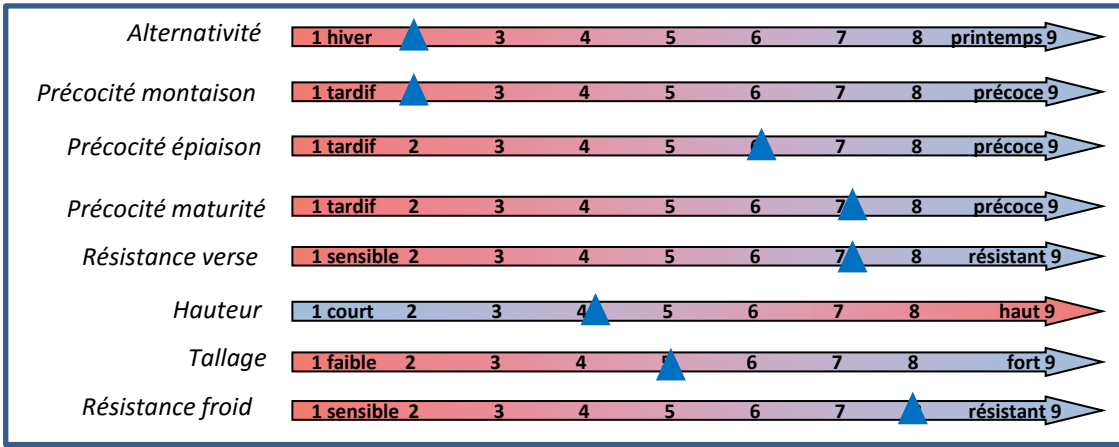 Alternativité 1 hiver 3 4 5 6 7 8 printemps 9
Précocité montaison 1 tardif 3 4 5 6 7 8 précoce 9
Précocité épiaison 1 tardif 2 3 4 5 6 7 8 précoce 9
Précocité maturité 1 tardif 2 3 4 5 6 7 8 précoce 9
Résistance verse 1 sensible 2 3 4 5 6 7 8 résistant 9
Hauteur 1 court 2 3 4 5 6 7 8 haut 9
Tallage 1 faible 2 3 4 5 6 7 8 fort 9
Résistance froid 1 sensible 2 3 4 5 6 7 résistant 9